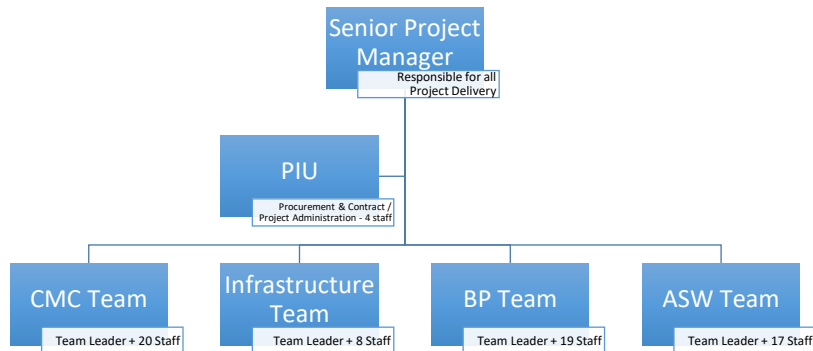 Senior Project
Manager
Responsible for all
Project Delivery
PIU
Procurement & Contract /
Project Administration - 4 staff
CMC Team
Team Leader + 20 Staff
Infrastructure
Team
Team Leader + 8 Staff
BP Team
Team Leader + 19 Staff
ASW Team
Team Leader + 17 Staff